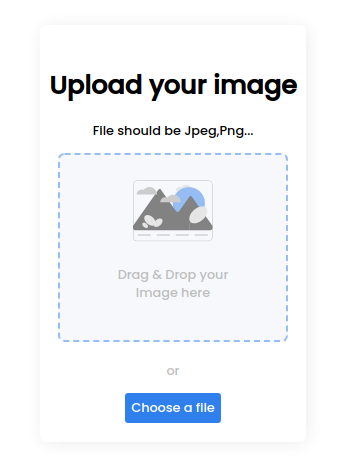 Upload your image
File should be Jpeg,Png...
Drag & Drop your
Image here
or
Choose a file